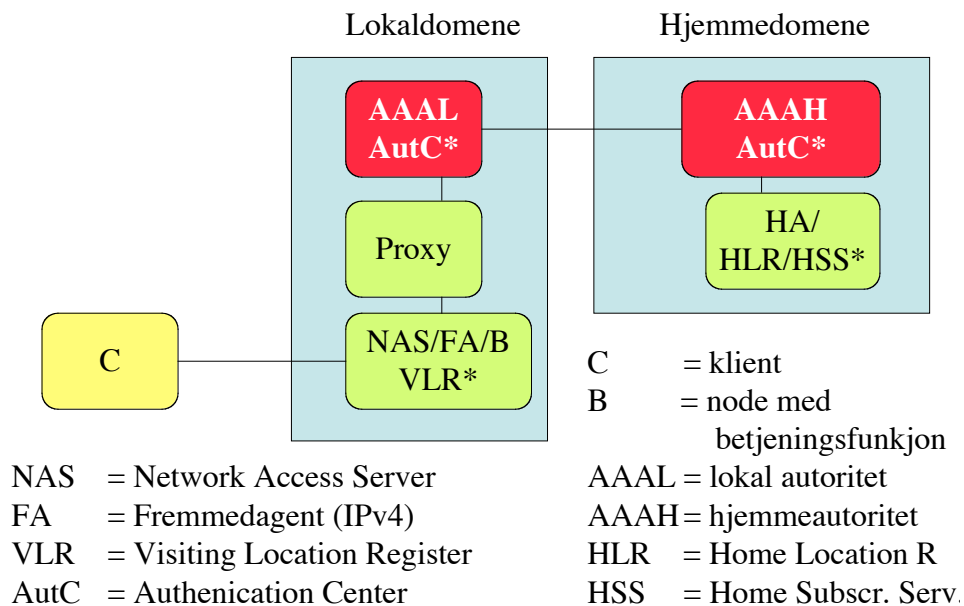 Lokaldomene
Hjemmedomene
AAAL
AutC*
AAAH
AutC*
Proxy
HA/
HLR/HSS*
C
NAS/FA/B
VLR*
C = klient
B = node med
betjeningsfunkjon
NAS = Network Access Server
FA = Fremmedagent (IPv4)
VLR = Visiting Location Register
AutC = Authenication Center
AAAL = lokal autoritet
AAAH = hjemmeautoritet
HLR = Home Location R
HSS = Home Subscr. Serv.